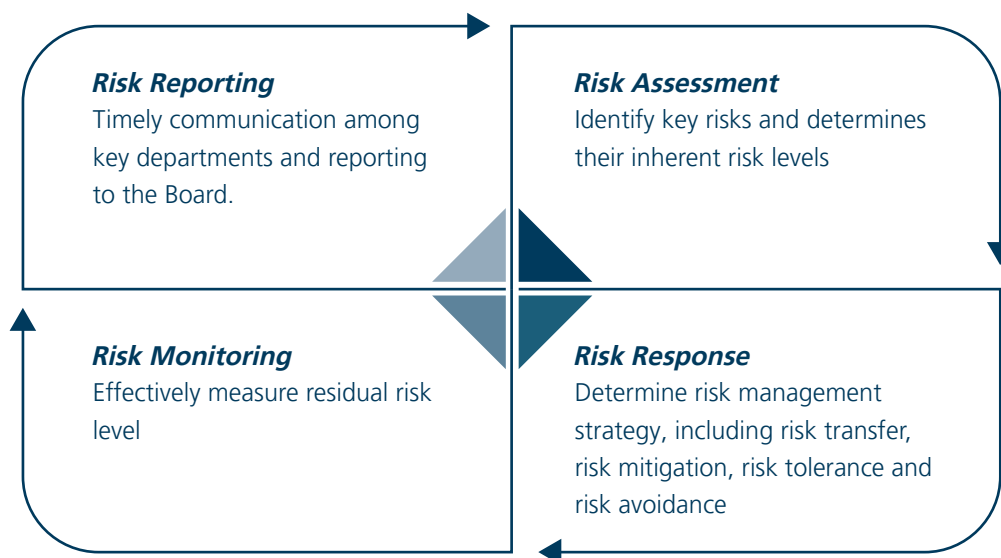 Risk Reporting
Timely communication among
key departments and reporting
to the Board.
Risk Assessment
Identify key risks and determines
their inherent risk levels
Risk Monitoring
Effectively measure residual risk
level
Risk Response
Determine risk management
strategy, including risk transfer,
risk mitigation, risk tolerance and
risk avoidance